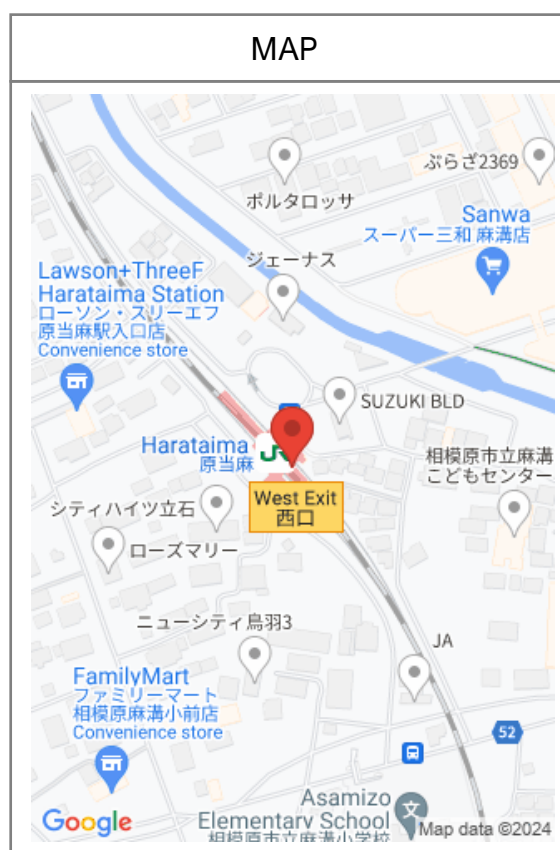 MAP
ぷらざ2369
ポルタロッサ
Sanwa
スーパー三和 麻溝店
ジェーナス
Lawson+ThreeF
Harataima Station
ローソン・スリーエフ
原当麻駅入口店
Convenience store
SUZUKI BLD
Harataima
原当麻
JR
相模原市立麻溝
こどもセンター
West Exit
西口
シティハイツ立石
ローズマリー
ニューシティ鳥羽3
JA
FamilyMart
ファミリーマート
相模原麻溝小前店
Convenience store
52
Asamizo
Elementary School
相模原市立麻溝小学校
文
Google
Map data ©2024